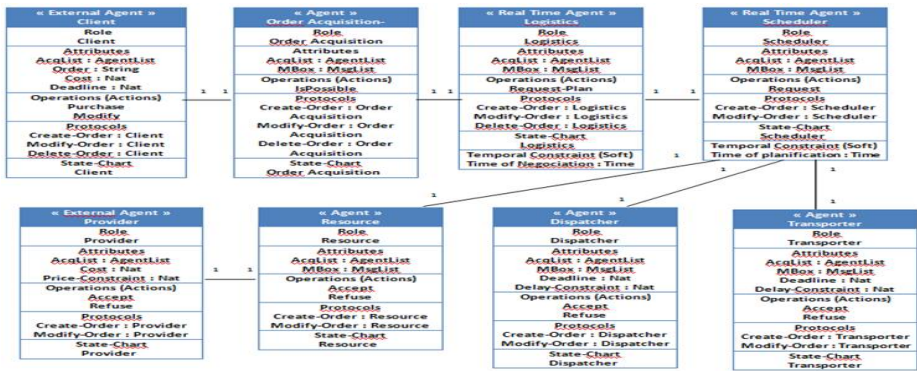 « External Agent »
Client
Role
Client
Attributes
AcqList : AgentList
Order : String
Cost : Nat
Deadline : Nat
Operations (Actions)
Purchase
Modify
Protocols
Create-Order : Client
Modify-Order : Client
Delete-Order : Client
State-Chart
Client
1
1
« Agent »
Order Acquisition-
Role
Order Acquisition
Attributes
AcqList : AgentList
MBox : MsgList
Operations (Actions)
IsPossible
Protocols
Create-Order : Order
Acquisition
Modify-Order : Order
Acquisition
Delete-Order : Order
Acquisition
State-Chart
Order Acquisition
1
1
« Real Time Agent »
Logistics
Role
Logistics
Attributes
AcqList : AgentList
MBox : MsgList
Operations (Actions)
Request-Plan
Protocols
Create-Order : Logistics
Modify-Order : Logistics
Delete-Order : Logistics
State-Chart
Logistics
Temporal Constraint (Soft)
Time of Negociation : Time
1
1
« Real Time Agent »
Scheduler
Role
Scheduler
Attributes
AcqList : AgentList
MBox : MsgList
Operations (Actions)
Request
Protocols
Create-Order : Scheduler
Modify-Order : Scheduler
State-Chart
Scheduler
Temporal Constraint (Soft)
Time of planification : Time
1
1
1
1
1
1
« External Agent »
Provider
Role
Provider
Attributes
AcqList : AgentList
Cost : Nat
Price-Constraint : Nat
Operations (Actions)
Accept
Refuse
Protocols
Create-Order : Provider
Modify-Order : Provider
State-Chart
Provider
1
1
« Agent »
Resource
Role
Resource
Attributes
AcqList : AgentList
MBox : MsgList
Operations (Actions)
Accept
Refuse
Protocols
Create-Order : Resource
Modify-Order : Resource
State-Chart
Resource
« Agent »
Dispatcher
Role
Dispatcher
Attributes
AcqList : AgentList
MBox : MsgList
Deadline : Nat
Delay-Constraint : Nat
Operations (Actions)
Accept
Refuse
Protocols
Create-Order : Dispatcher
Modify-Order : Dispatcher
State-Chart
Dispatcher
« Agent »
Transporter
Role
Transporter
Attributes
AcqList : AgentList
MBox : MsgList
Deadline : Nat
Delay-Constraint : Nat
Operations (Actions)
Accept
Refuse
Protocols
Create-Order : Transporter
Modify-Order : Transporter
State-Chart
Transporter